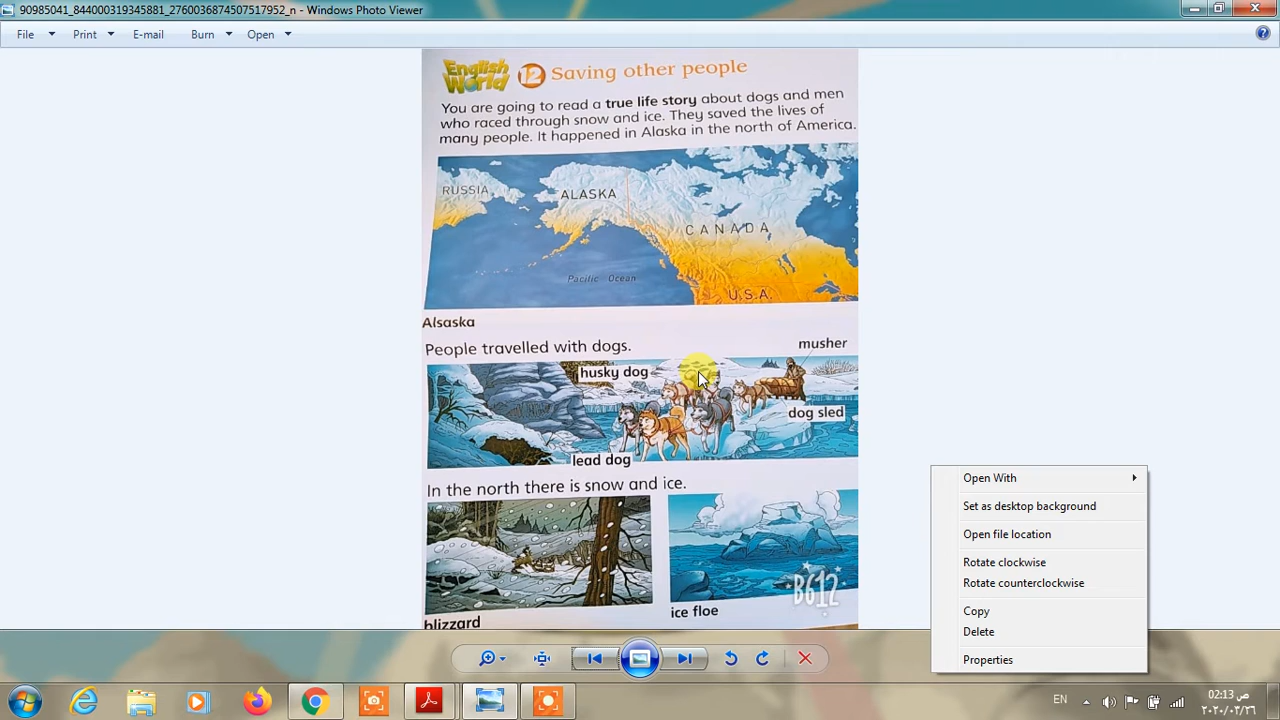 90985041_844000319345881_2760036874507517952_n - Windows Photo Viewer
File Print E-mail Burn Open
English World
12 Saving other people
You are going to read a true life story about dogs and men
who raced through snow and ice. They saved the lives of
many people. It happened in Alaska in the north of America.
RUSSIA
ALASKA
CANADA
Pacific Ocean
U.S.A.
Alsaska
People travelled with dogs.
musher
husky dog
dog sled
lead dog
In the north there is snow and ice.
B612
ice floe
blizzard
Open With
Set as desktop background
Open file location
Rotate clockwise
Rotate counterclockwise
Copy
Delete
Properties
EN
02:13 ص
٢٠٢٠/٠٣/٢٦